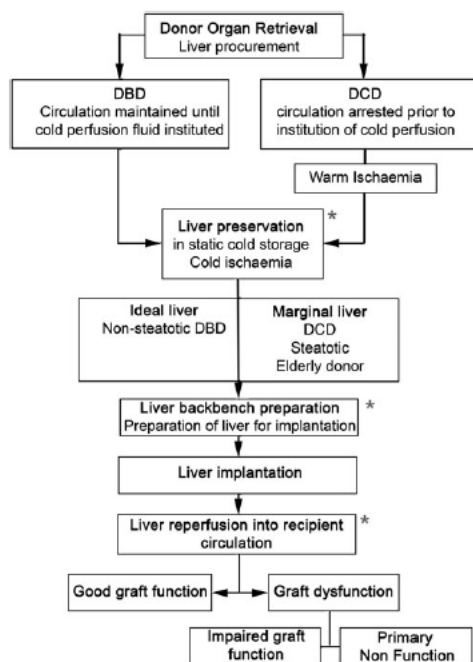 Donor Organ Retrieval
Liver procurement
DBD
Circulation maintained until
cold perfusion fluid instituted
DCD
circulation arrested prior to
institution of cold perfusion
Warm Ischaemia
Liver preservation *
in static cold storage
Cold ischaemia
Ideal liver
Non-steatotic DBD
Marginal liver
DCD
Steatotic
Elderly donor
Liver backbench preparation *
Preparation of liver for implantation
Liver implantation
Liver reperfusion into recipient *
circulation
Good graft function
Graft dysfunction
Impaired graft
function
Primary
Non Function